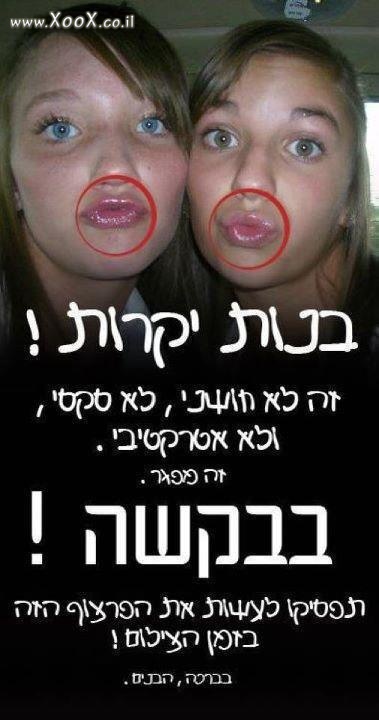 www.XooX.co.il
בנות יקרות !
זה לא חושני, לא סקסי,
ולא אטרקטיבי.
זה מפגר.
בבקשה !
תפסיקו לעשות את הפרצוף הזה
בזמן הצילום!
בברכה, הבנים.